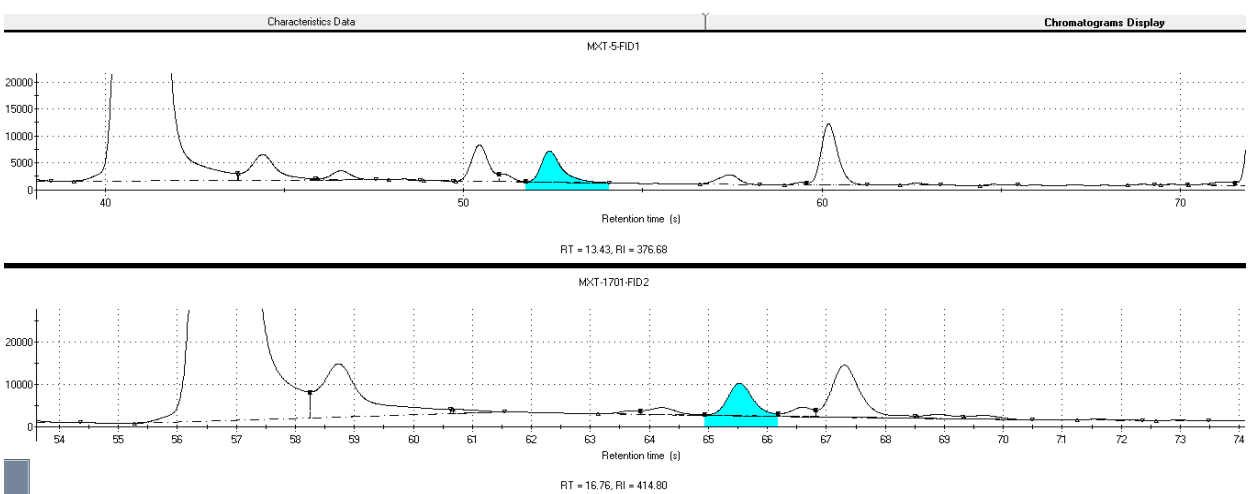 Characteristics Data Chromatograms Display
MXT-5-FID1
20000
15000
10000
5000
0
40 50 60 70
Retention time (s)
RT = 13.43, RI = 376.68
MXT-1701-FID2
20000
10000
0
54 55 56 57 58 59 60 61 62 63 64 65 66 67 68 69 70 71 72 73 74
Retention time (s)
RT = 16.76, RI = 414.80